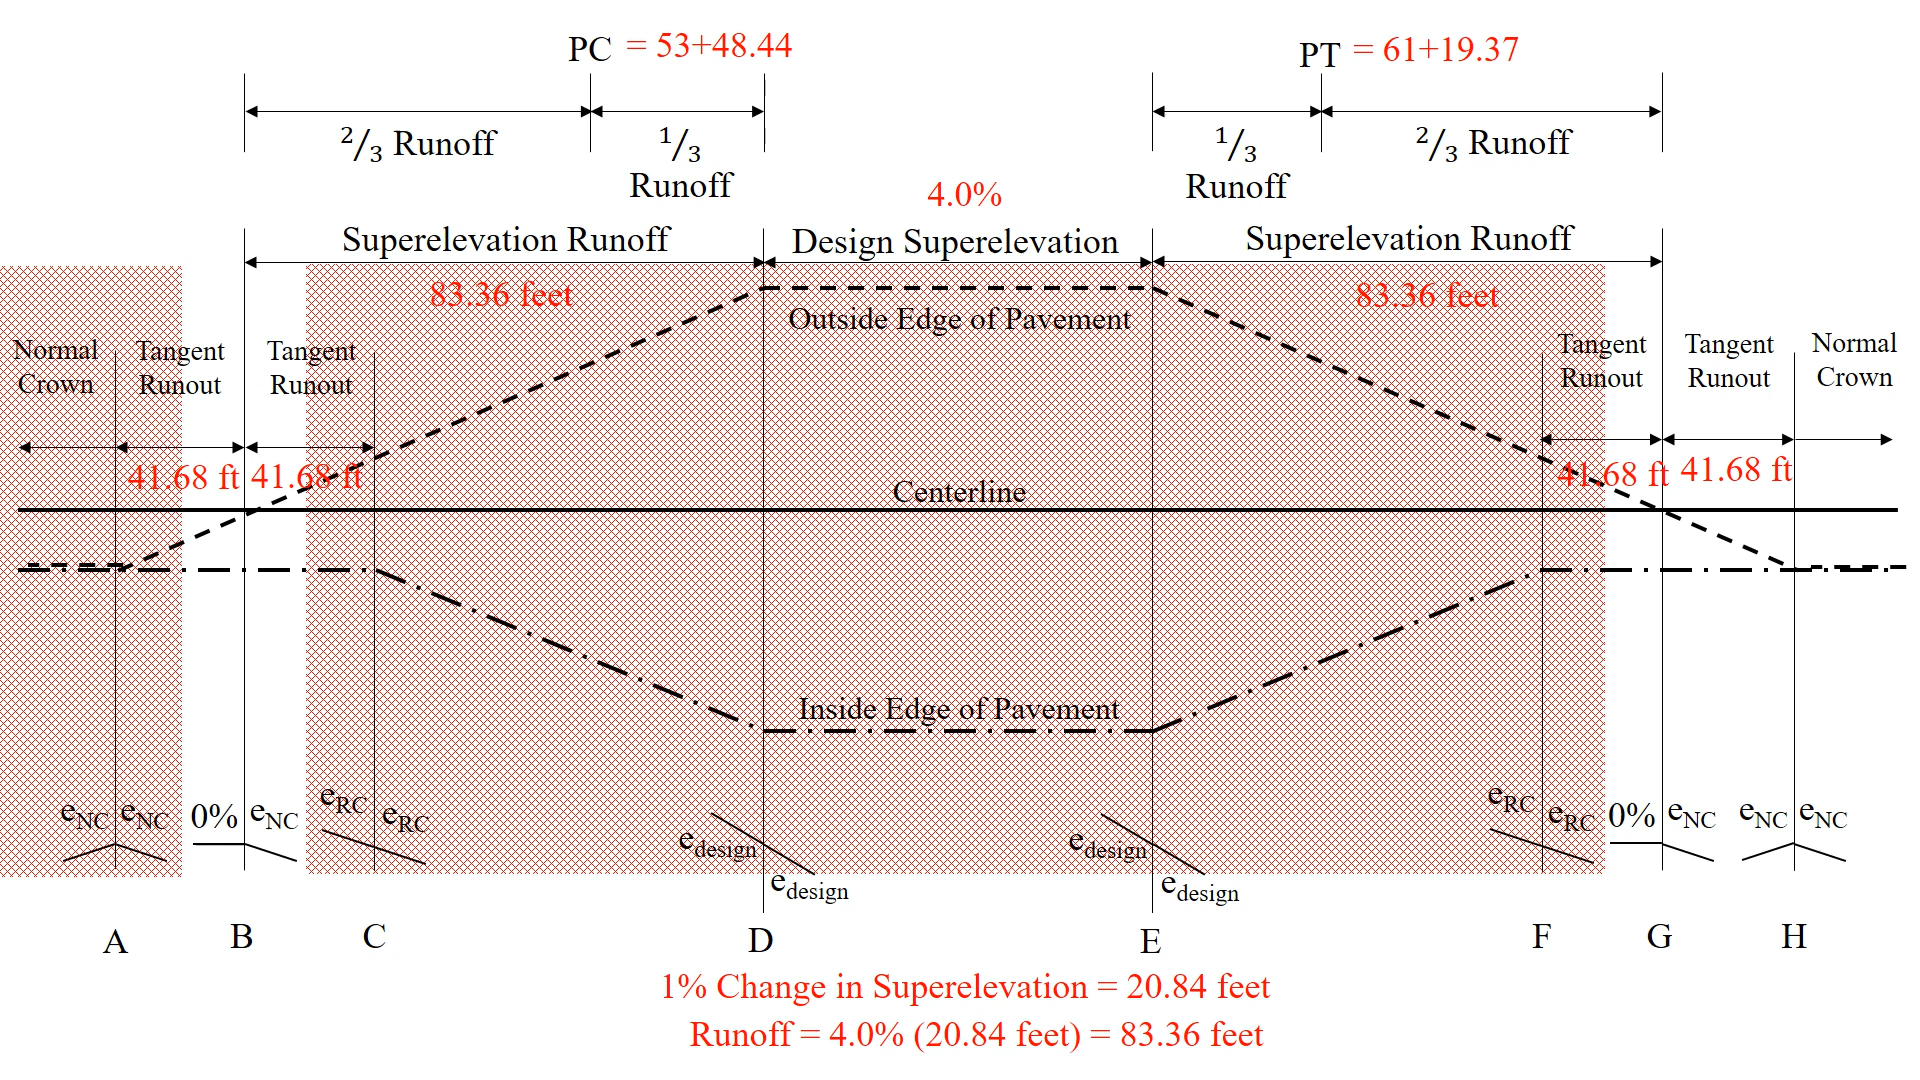 PC = 53+48.44
PT = 61+19.37
2/3 Runoff
1/3
Runoff
1/3
Runoff
2/3 Runoff
4.0%
Superelevation Runoff
Design Superelevation
Superelevation Runoff
83.36 feet
83.36 feet
Outside Edge of Pavement
Normal
Crown
Tangent
Runout
Tangent
Runout
Tangent
Runout
Tangent
Runout
Normal
Crown
41.68 ft
41.68 ft
41.68 ft
41.68 ft
Centerline
Inside Edge of Pavement
eNC
eNC
0%
eNC
eRC
eRC
edesign
edesign
edesign
edesign
eRC
eRC
0%
eNC
eNC
eNC
A
B
C
D
E
F
G
H
1% Change in Superelevation = 20.84 feet
Runoff = 4.0% (20.84 feet) = 83.36 feet